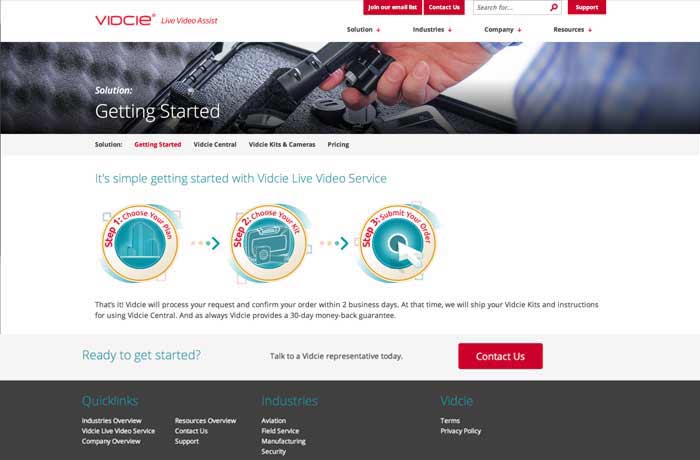 Join our email list
Contact Us
Search for...
Support
VIDCIE® Live Video Assist
Solution
Industries
Company
Resources
Solution:
Getting Started
Solution:
Getting Started
Vidcie Central
Vidcie Kits & Cameras
Pricing
It's simple getting started with Vidcie Live Video Service
Step 1: Choose Your Plan
Step 2: Choose Your Kit
Step 3: Submit Your Order
That's it! Vidcie will process your request and confirm your order within 2 business days. At that time, we will ship your Vidcie Kits and instructions
for using Vidcie Central. And as always Vidcie provides a 30-day money-back guarantee.
Ready to get started?
Talk to a Vidcie representative today.
Contact Us
Quicklinks
Industries Overview
Vidcie Live Video Service
Company Overview
Resources Overview
Contact Us
Support
Industries
Aviation
Field Service
Manufacturing
Security
Vidcie
Terms
Privacy Policy